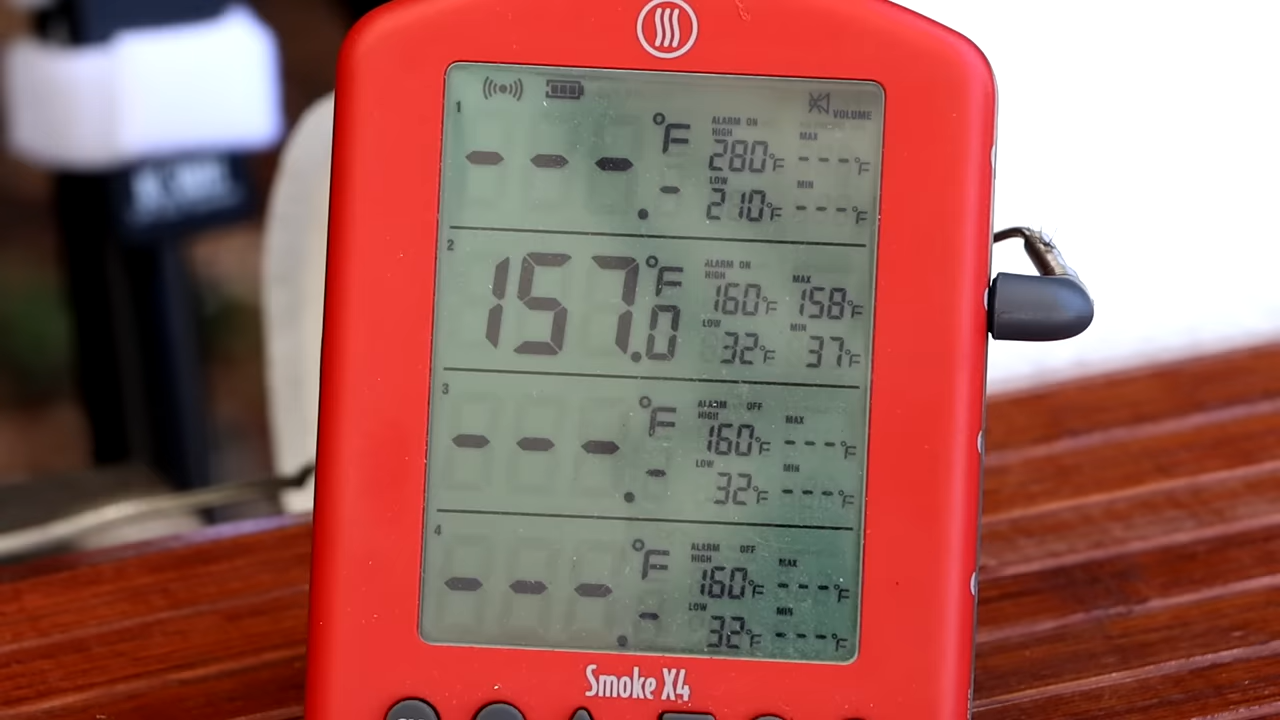 VOLUME
1
°F
ALARM ON
HIGH
280°F
MAX
---°F
LOW
210°F
MIN
---°F
---.-
2
157.0°F
ALARM ON
HIGH
160°F
MAX
158°F
LOW
32°F
MIN
37°F
3
---.-°F
ALARM OFF
HIGH
160°F
MAX
---°F
LOW
32°F
MIN
---°F
4
---.-°F
ALARM OFF
HIGH
160°F
MAX
---°F
LOW
32°F
MIN
---°F
Smoke X4